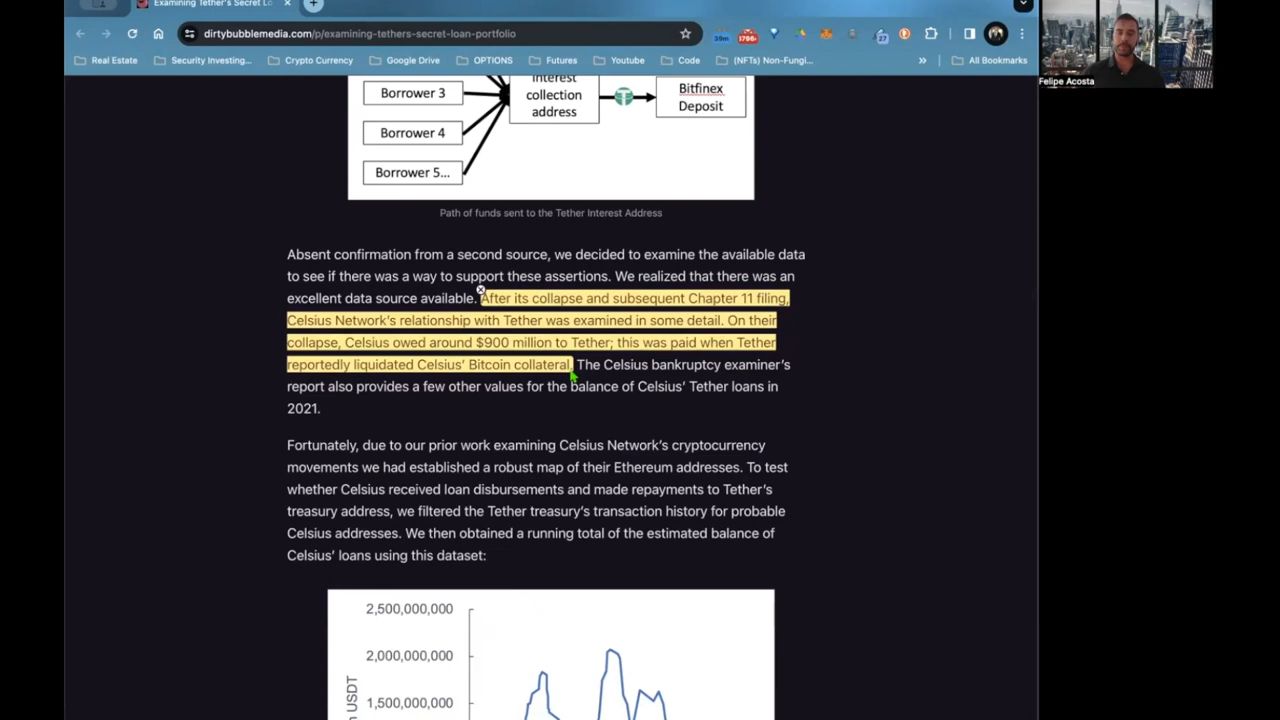 Examining Tether's Secret Lo
dirtybubblemedia.com/p/examining-tethers-secret-loan-portfolio
39m
1796
27
Real Estate
Security Investing...
Crypto Currency
Google Drive
OPTIONS
Futures
Youtube
Code
(NFTs) Non-Fungi...
»
All Bookmarks
Felipe Acosta
Borrower 3
Borrower 4
Borrower 5...
interest
collection
address
Bitfinex
Deposit
Path of funds sent to the Tether Interest Address
Absent confirmation from a second source, we decided to examine the available data
to see if there was a way to support these assertions. We realized that there was an
excellent data source available. After its collapse and subsequent Chapter 11 filing,
Celsius Network's relationship with Tether was examined in some detail. On their
collapse, Celsius owed around $900 million to Tether; this was paid when Tether
reportedly liquidated Celsius' Bitcoin collateral. The Celsius bankruptcy examiner's
report also provides a few other values for the balance of Celsius' Tether loans in
2021.
Fortunately, due to our prior work examining Celsius Network's cryptocurrency
movements we had established a robust map of their Ethereum addresses. To test
whether Celsius received loan disbursements and made repayments to Tether's
treasury address, we filtered the Tether treasury's transaction history for probable
Celsius addresses. We then obtained a running total of the estimated balance of
Celsius' loans using this dataset:
2,500,000,000
2,000,000,000
1,500,000,000
USDT